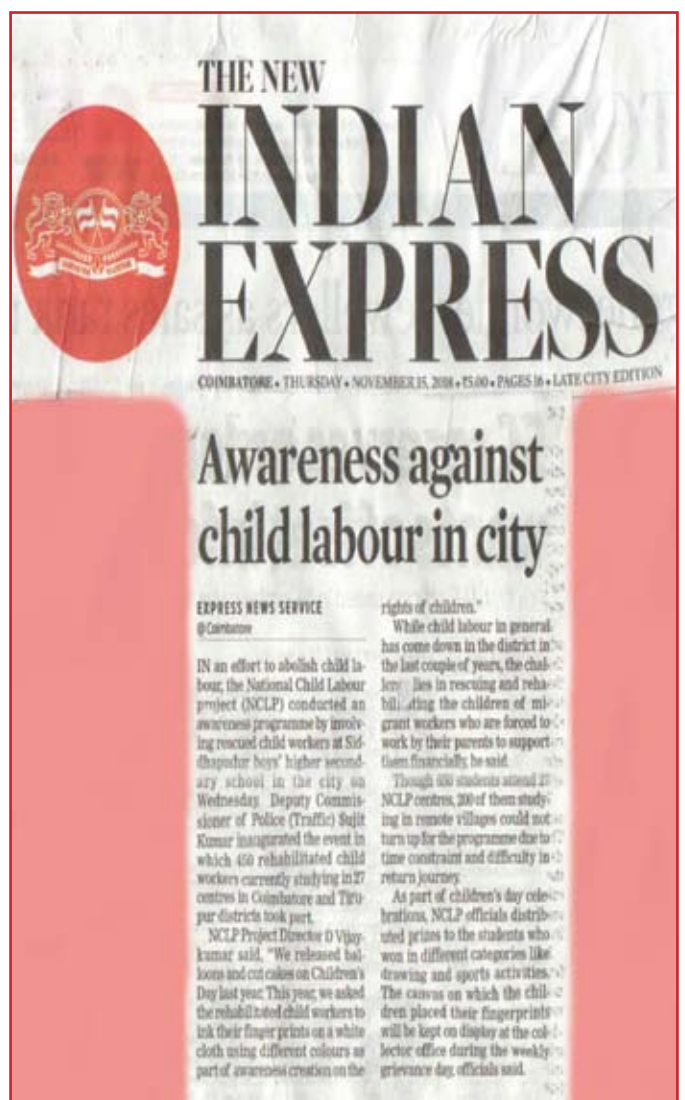 THE NEW
INDIAN
EXPRESS
COIMBATORE • THURSDAY • NOVEMBER 15, 2018 • ₹5.00 • PAGES 16 • LATE CITY EDITION
Awareness against
child labour in city
EXPRESS NEWS SERVICE
@ Coimbatore
IN an effort to abolish child la-
bour, the National Child Labour
project (NCLP) conducted an
awareness programme by involv-
ing rescued child workers at Sid-
dhapudur boys' higher second-
ary school in the city on
Wednesday. Deputy Commis-
sioner of Police (Traffic) Sujit
Kumar inaugurated the event in
which 450 rehabilitated child
workers currently studying in 27
centres in Coimbatore and Tiru-
pur districts took part.
NCLP Project Director D Vijay-
kumar said, "We released bal-
loons and cut cakes on Children's
Day last year. This year, we asked
the rehabilitated child workers to
ink their finger prints on a white
cloth using different colours as
part of awareness creation on the
rights of children."
While child labour in general
has come down in the district in
the last couple of years, the chal-
lies in rescuing and reha-
the children of mi-
grant workers who are forced to
work by their parents to support
them financially, he said.
Though 650 students attend 27
NCLP centres, 200 of them study-
ing in remote villages could not
turn up for the programme due to
time constraint and difficulty in
return journey.
As part of children's day cele-
brations, NCLP officials distrib-
uted prizes to the students who
won in different categories like
drawing and sports activities.
The canvas on which the chil-
dren placed their fingerprints
will be kept on display at the col-
lector office during the weekly
grievance day, officials said.